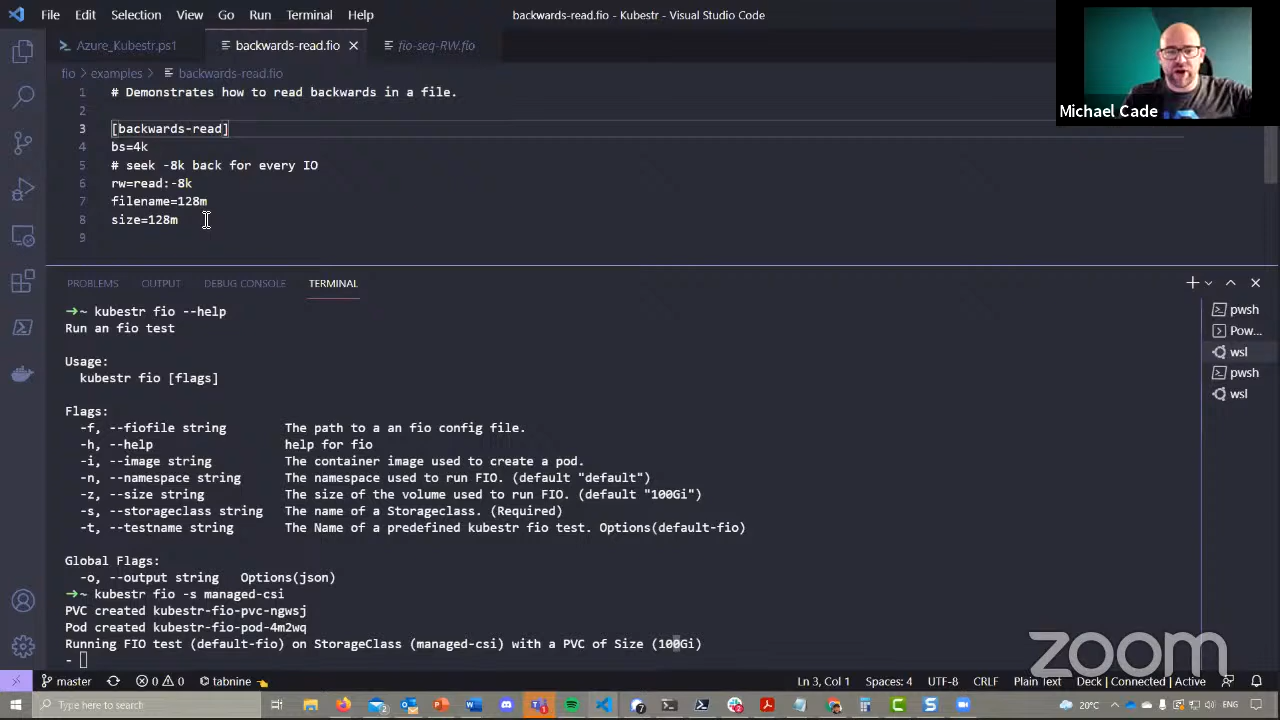 File Edit Selection View Go Run Terminal Help
backwards-read.fio - Kubestr - Visual Studio Code
Azure_Kubestr.ps1
backwards-read.fio
fio-seq-RW.fio
fio > examples > backwards-read.fio
1 # Demonstrates how to read backwards in a file.
2
3 [backwards-read]
4 bs=4k
5 # seek -8k back for every IO
6 rw=read:-8k
7 filename=128m
8 size=128m
9
Michael Cade
PROBLEMS OUTPUT DEBUG CONSOLE TERMINAL
➜~ kubestr fio --help
Run an fio test
Usage:
kubestr fio [flags]
Flags:
-f, --fiofile string The path to a an fio config file.
-h, --help help for fio
-i, --image string The container image used to create a pod.
-n, --namespace string The namespace used to run FIO. (default "default")
-z, --size string The size of the volume used to run FIO. (default "100Gi")
-s, --storageclass string The name of a Storageclass. (Required)
-t, --testname string The Name of a predefined kubestr fio test. Options(default-fio)
Global Flags:
-o, --output string Options(json)
➜~ kubestr fio -s managed-csi
PVC created kubestr-fio-pvc-ngwsj
Pod created kubestr-fio-pod-4m2wq
Running FIO test (default-fio) on StorageClass (managed-csi) with a PVC of Size (100Gi)
-
pwsh
Pow...
wsl
pwsh
wsl
zoom
master 0 0 tabnine
Ln 3, Col 1 Spaces: 4 UTF-8 CRLF Plain Text Deck | Connected | Active
Type here to search
20°C
ENG